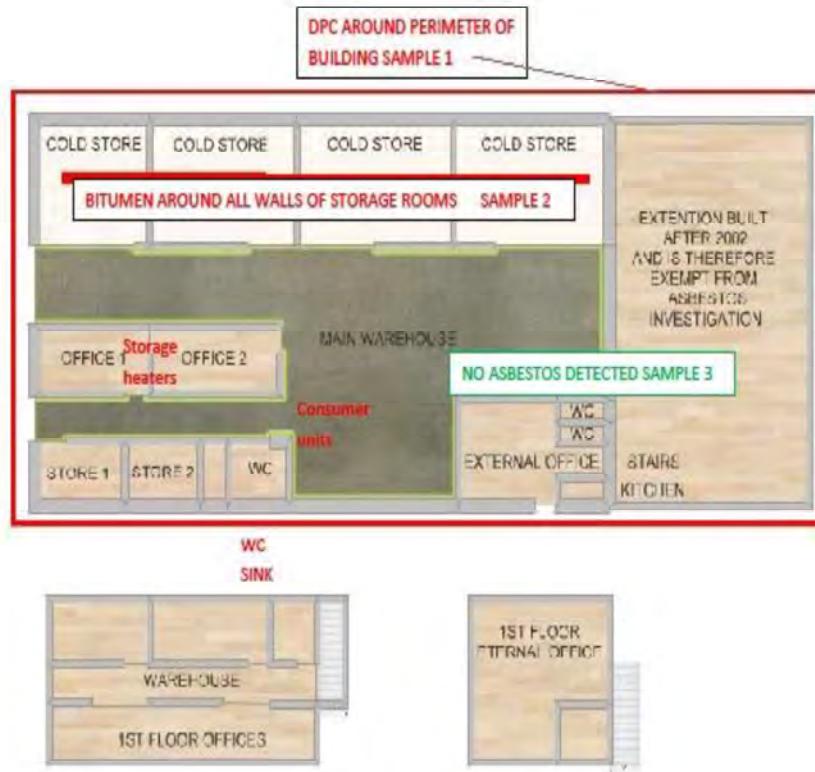 DPC AROUND PERIMETER OF
BUILDING SAMPLE 1
COLD STORE
COLD STORE
COLD STORE
COLD STORE
BITUMEN AROUND ALL WALLS OF STORAGE ROOMS SAMPLE 2
EXTENTION BUILT
AFTER 2002
AND IS THEREFORE
EXEMPT FROM
ASBESTOS
INVESTIGATION
MAIN WAREHOUSE
OFFICE 1
Storage
heaters
OFFICE 2
NO ASBESTOS DETECTED SAMPLE 3
Consumer
units
WC
WC
EXTERNAL OFFICE
STAIRS
KITCHEN
STORE 1
STORE 2
WC
WC
SINK
WAREHOUSE
1ST FLOOR OFFICES
1ST FLOOR
ETERNAL OFFICE